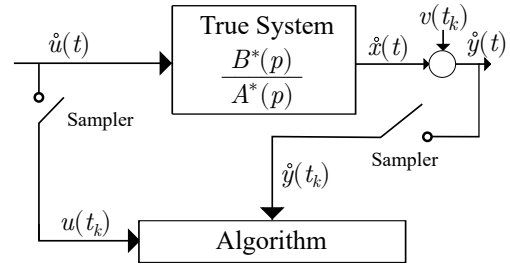 True System
B*(p)
A*(p)
ů(t)
x̊(t)
v(t_k)
ẙ(t)
Sampler
Sampler
ẙ(t_k)
u(t_k)
Algorithm